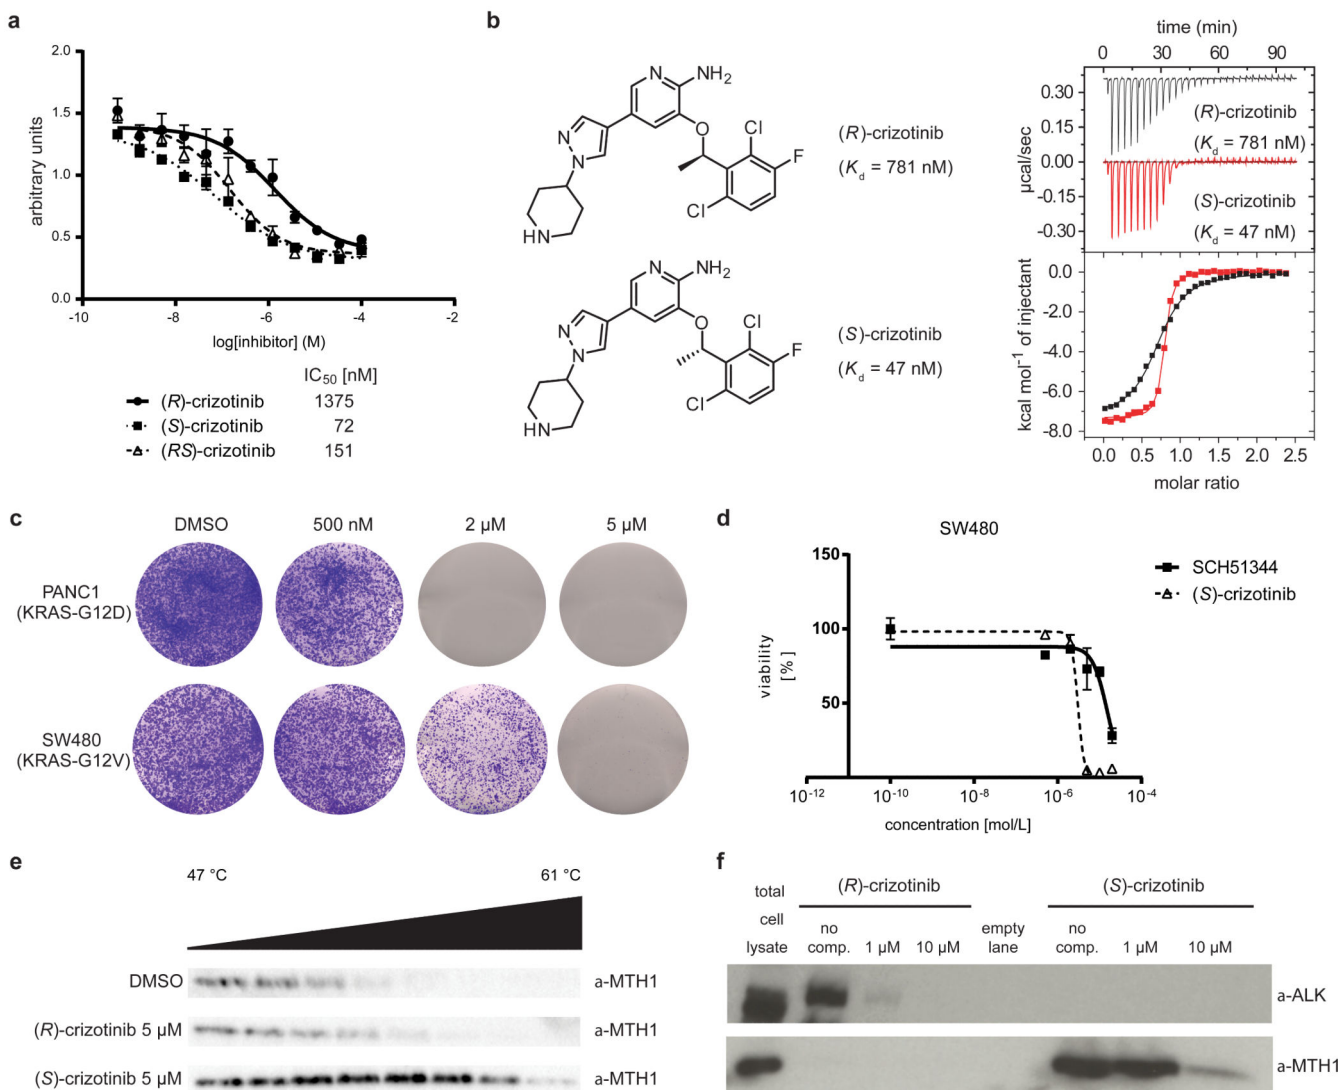 a
2.0
1.5
1.0
0.5
0.0
arbitrary units
-10 -8 -6 -4 -2
log[inhibitor] (M)
IC50 [nM]
(R)-crizotinib 1375
(S)-crizotinib 72
(RS)-crizotinib 151
b
N NH2
O Cl
N
N
F
Cl
HN
(R)-crizotinib
(Kd = 781 nM)
N NH2
O Cl
N
N
F
Cl
HN
(S)-crizotinib
(Kd = 47 nM)
time (min)
0 30 60 90
0.30
0.15
0.00
-0.15
-0.30
µcal/sec
(R)-crizotinib
(Kd = 781 nM)
(S)-crizotinib
(Kd = 47 nM)
0.0
-2.0
-4.0
-6.0
-8.0
kcal mol-1 of injectant
0.0 0.5 1.0 1.5 2.0 2.5
molar ratio
c
DMSO 500 nM 2 µM 5 µM
PANC1
(KRAS-G12D)
SW480
(KRAS-G12V)
d
SW480
150
100
50
viability
[%]
10-12 10-10 10-8 10-6 10-4
concentration [mol/L]
SCH51344
(S)-crizotinib
e
47 °C 61 °C
DMSO a-MTH1
(R)-crizotinib 5 µM a-MTH1
(S)-crizotinib 5 µM a-MTH1
f
total
cell
lysate
(R)-crizotinib
no
comp.
1 µM
10 µM
empty
lane
(S)-crizotinib
no
comp.
1 µM
10 µM
a-ALK
a-MTH1